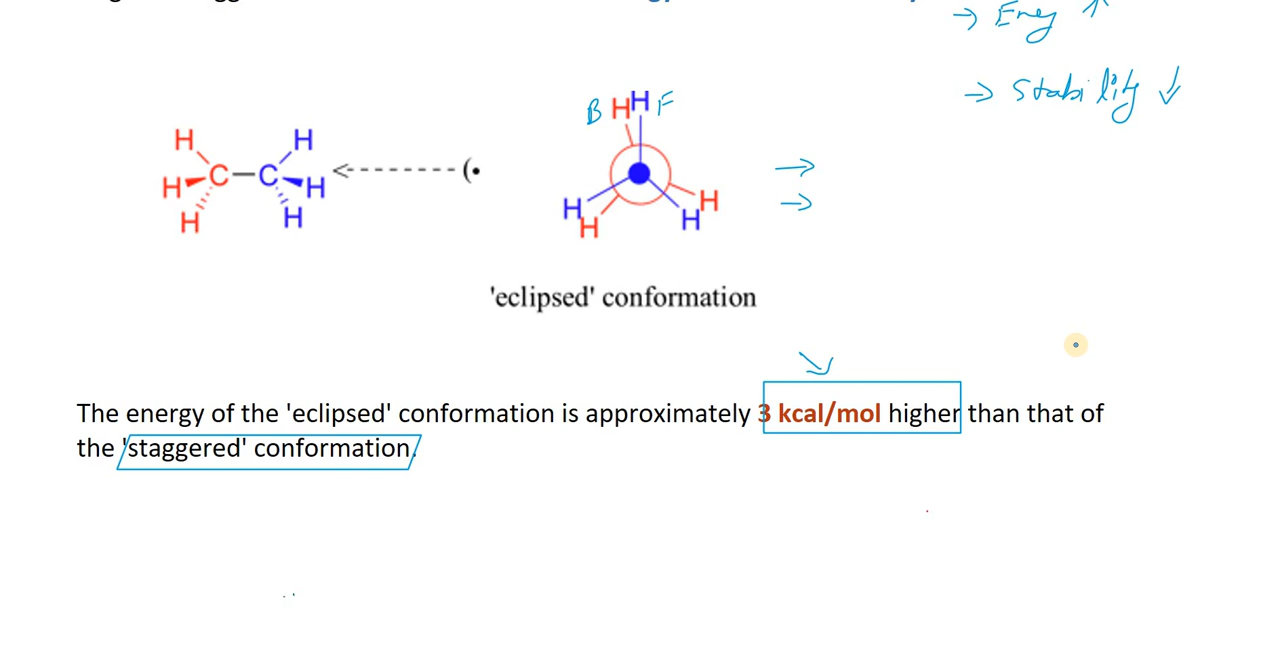 → Energy ↑
→ Stability ↓
B H H F
H H
H C – C H
H H
H H
H H
'eclipsed' conformation
The energy of the 'eclipsed' conformation is approximately 3 kcal/mol higher than that of
the 'staggered' conformation.